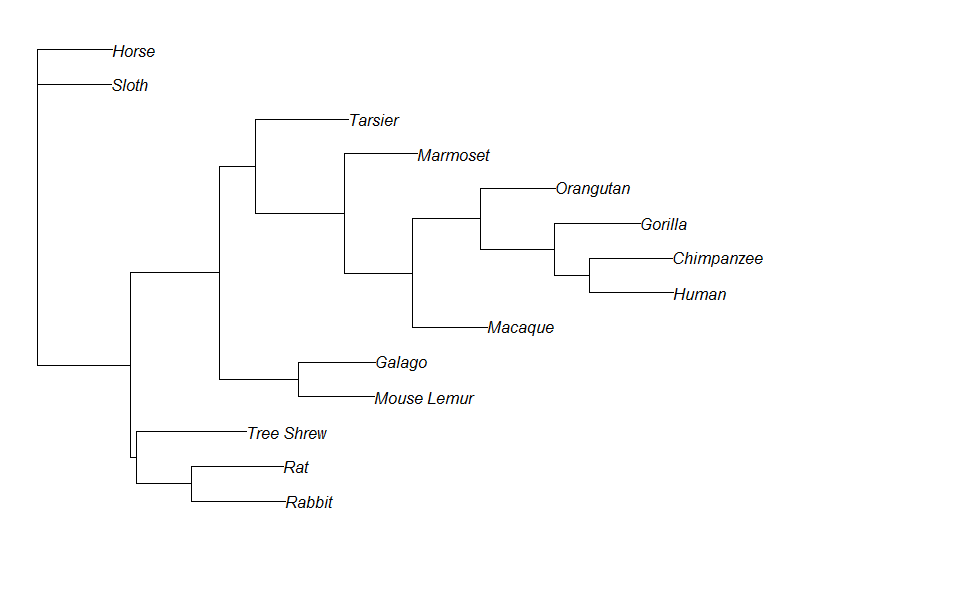 Horse
Sloth
Tarsier
Marmoset
Orangutan
Gorilla
Chimpanzee
Human
Macaque
Galago
Mouse Lemur
Tree Shrew
Rat
Rabbit